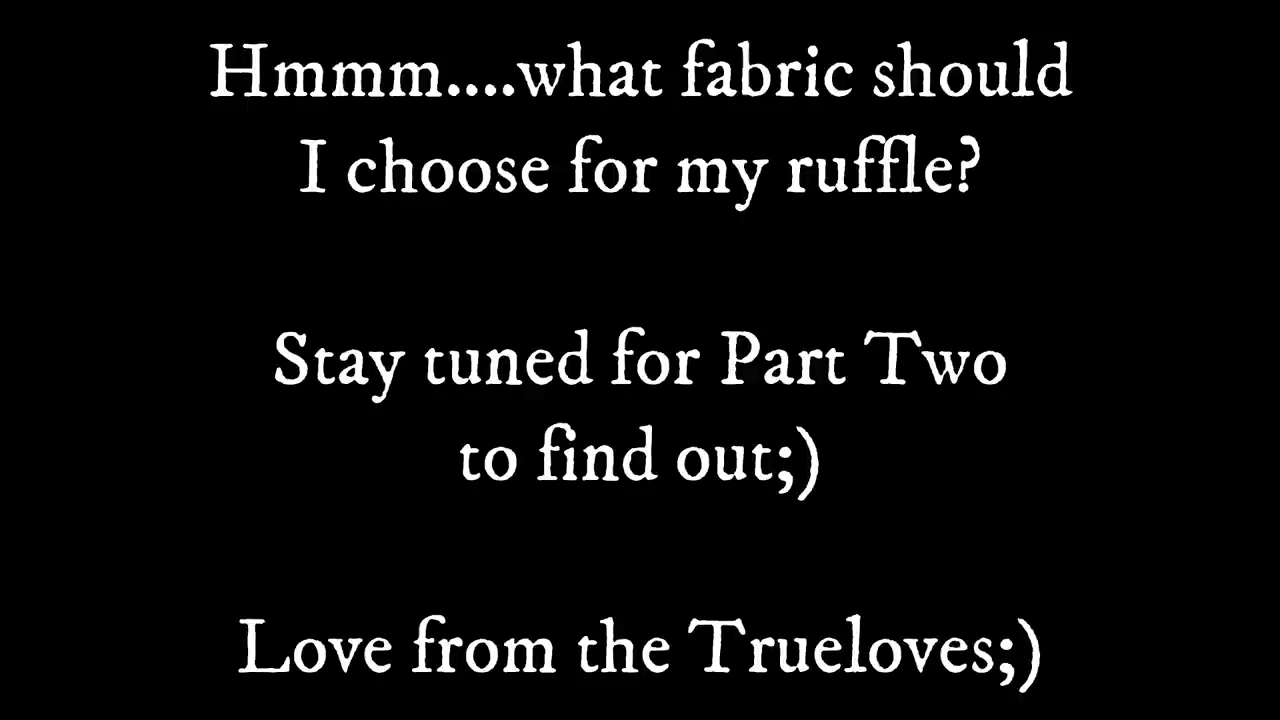 Hmmm....what fabric should
I choose for my ruffle?
Stay tuned for Part Two
to find out;)
Love from the Trueloves;)